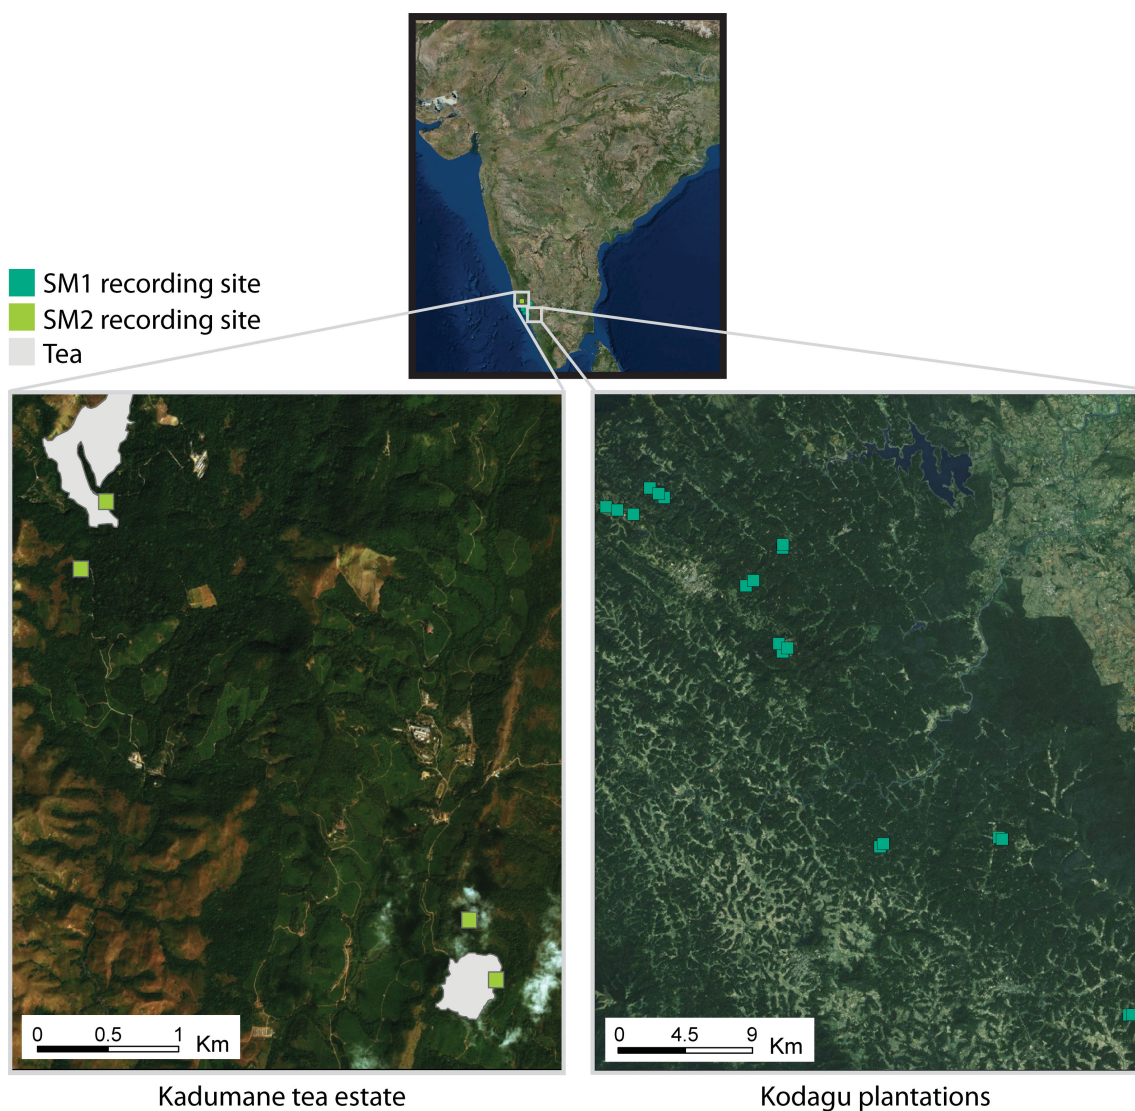 SM1 recording site
SM2 recording site
Tea
0 0.5 1
Km
0 4.5 9
Km
Kadumane tea estate
Kodagu plantations